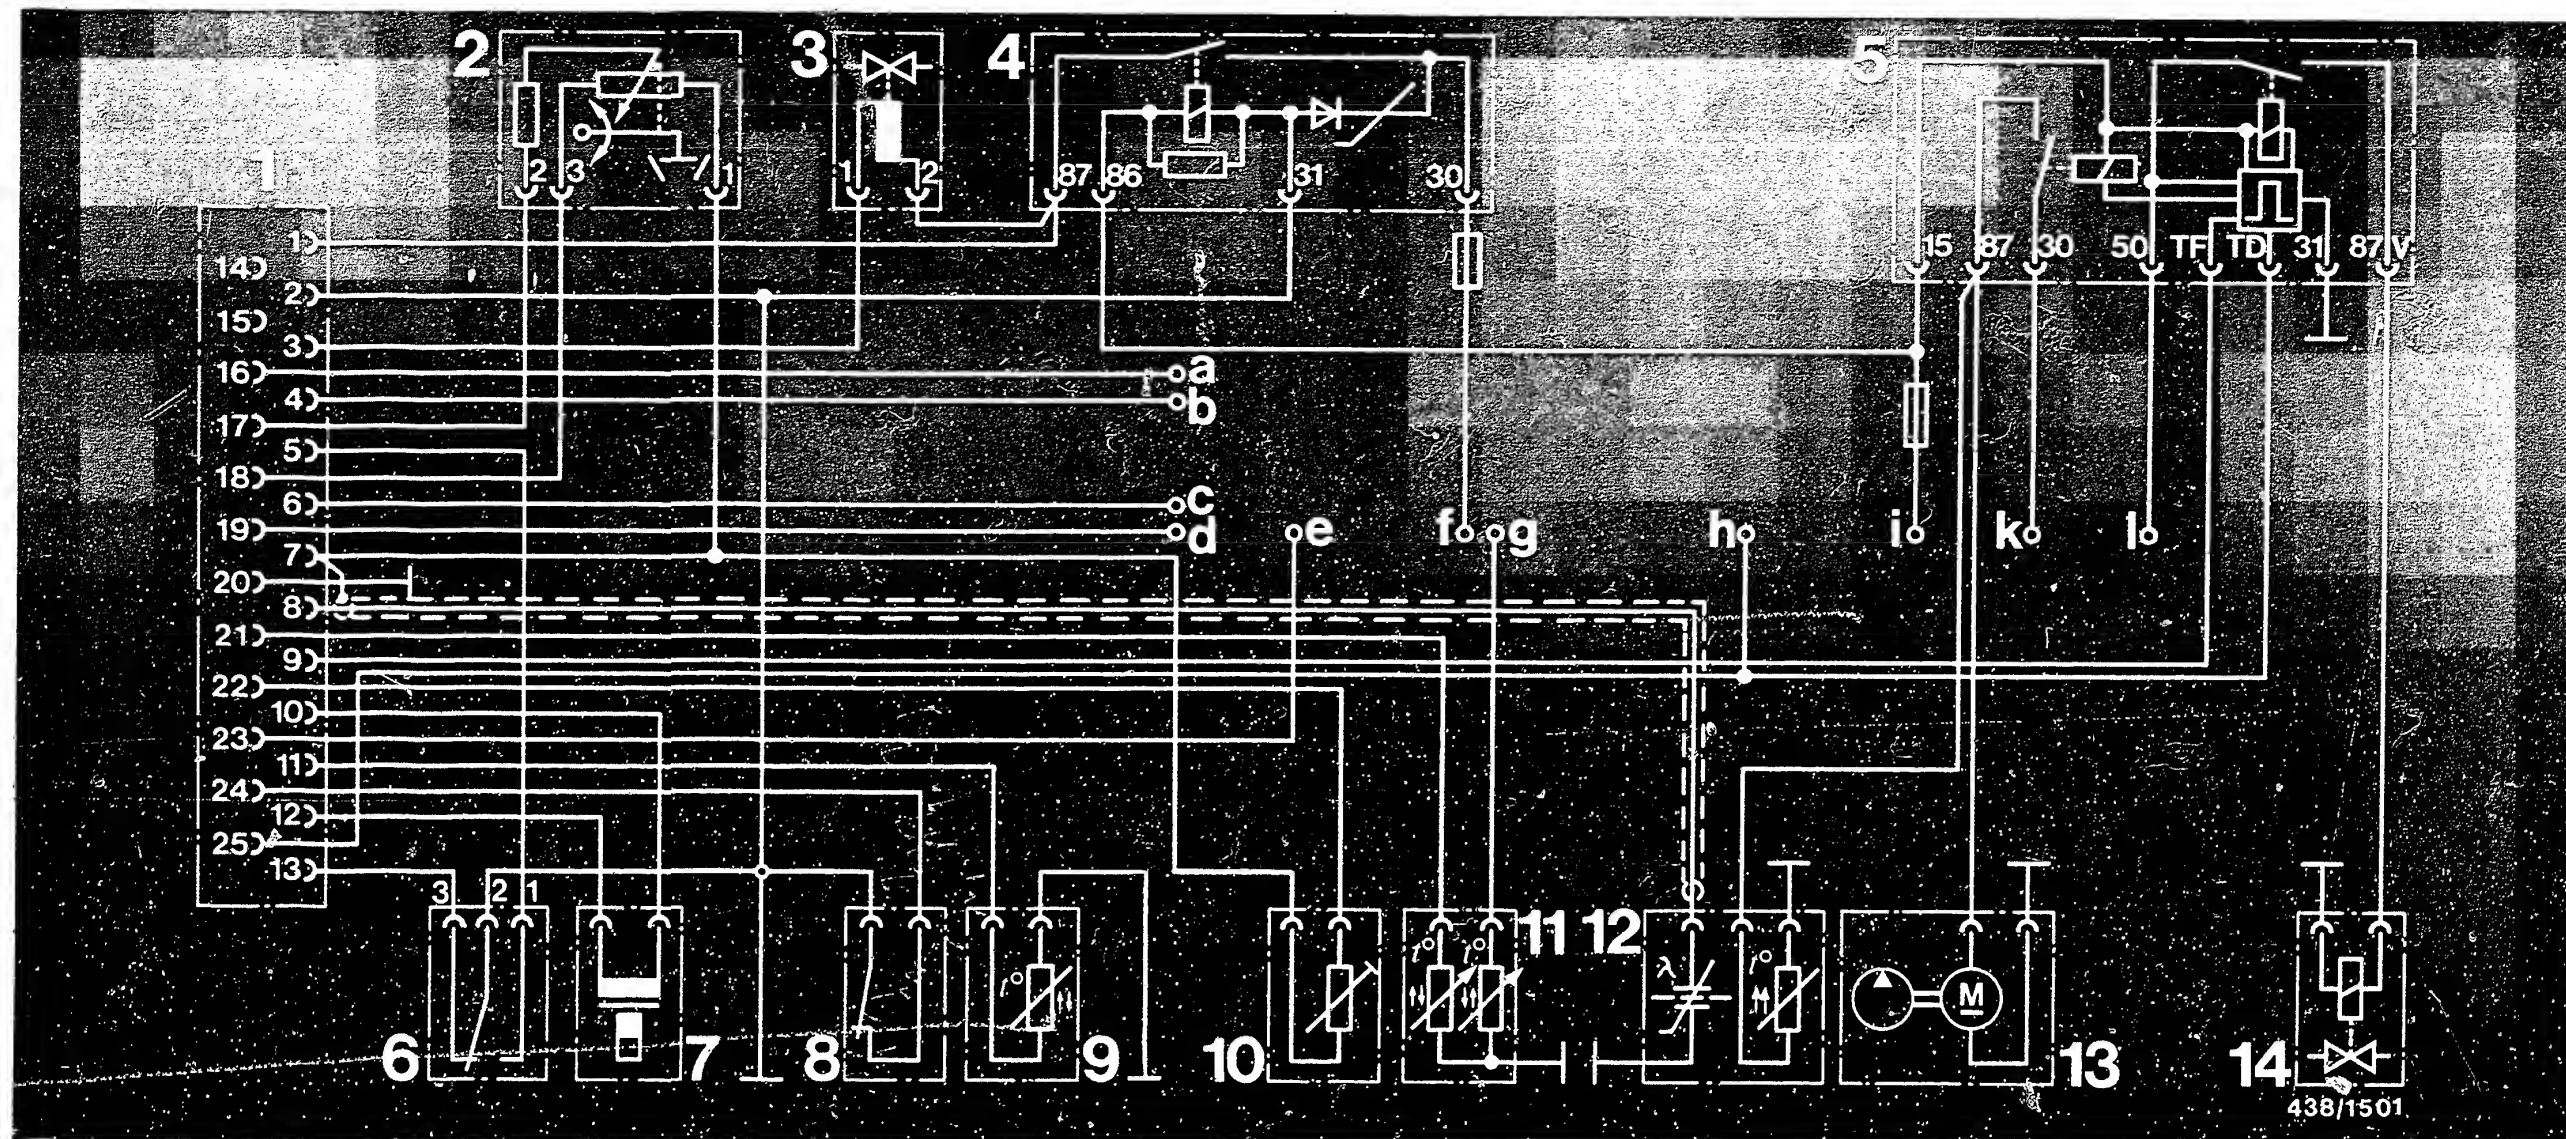 2 3 4 5
1
2 3 1
1 2
87 86 31 30
15 87 30 50 TF TD 31 87V
1
14
2
15
3
16 a
4 b
17
5
18
6 c
19 d e f g h i k l
7
20
8
21
9
22
10
23
11
24
12
25
13
3 2 1
11 12
t° t° t° λ t°
M
6 7 8 9 10 13 14
438/1501